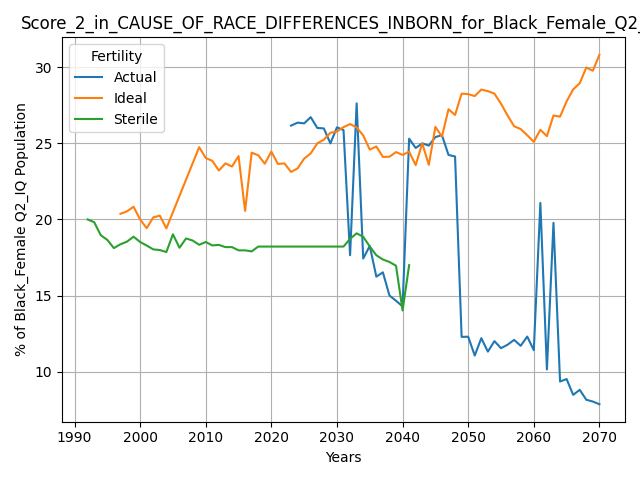 Score_2_in_CAUSE_OF_RACE_DIFFERENCES_INBORN_for_Black_Female_Q2_
Fertility
Actual
Ideal
Sterile
% of Black_Female Q2_IQ Population
30
25
20
15
10
1990
2000
2010
2020
2030
2040
2050
2060
2070
Years